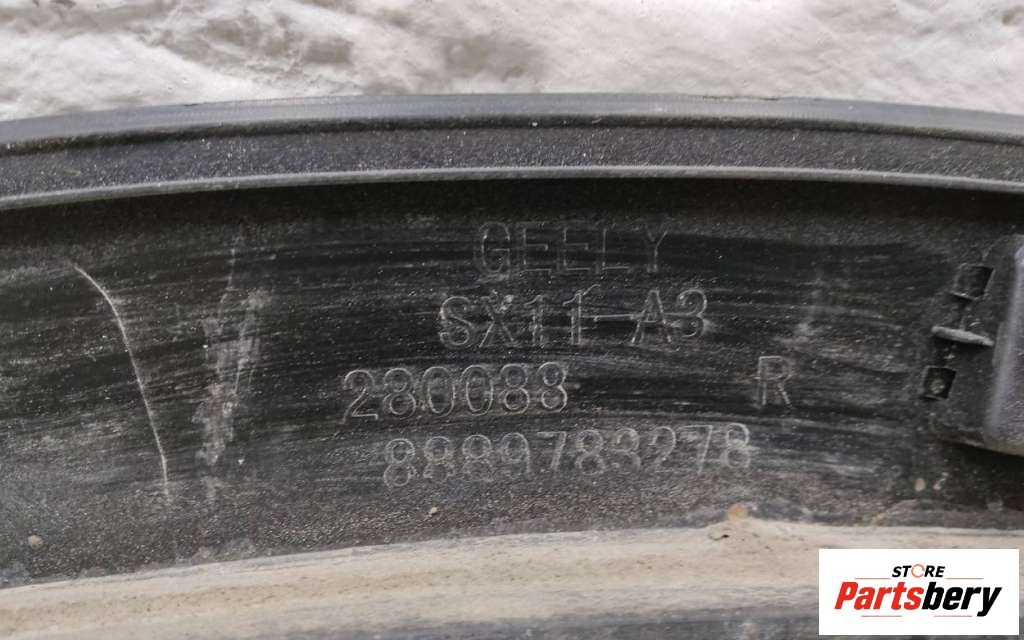 GEELY
SX11-A3
280088 R
8889783278
STORE
Partsbery